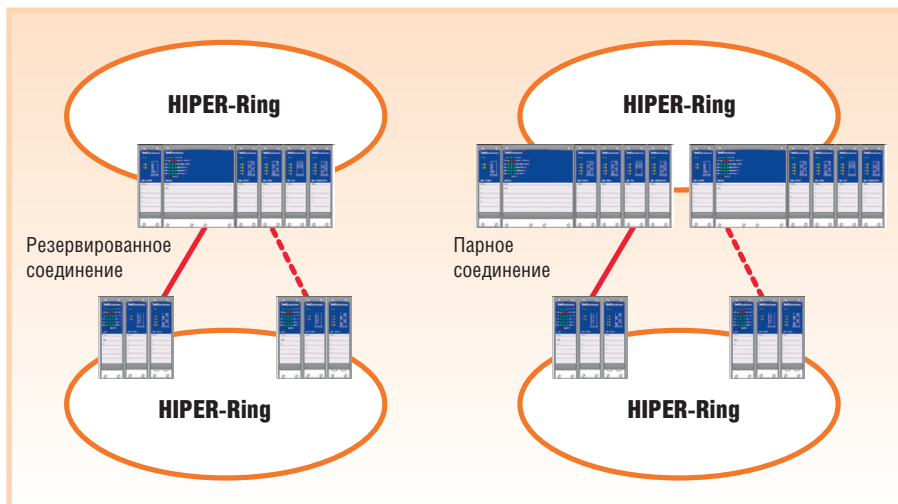 HIPER-Ring
HIPER-Ring
Резервированное
соединение
Парное
соединение
HIPER-Ring
HIPER-Ring